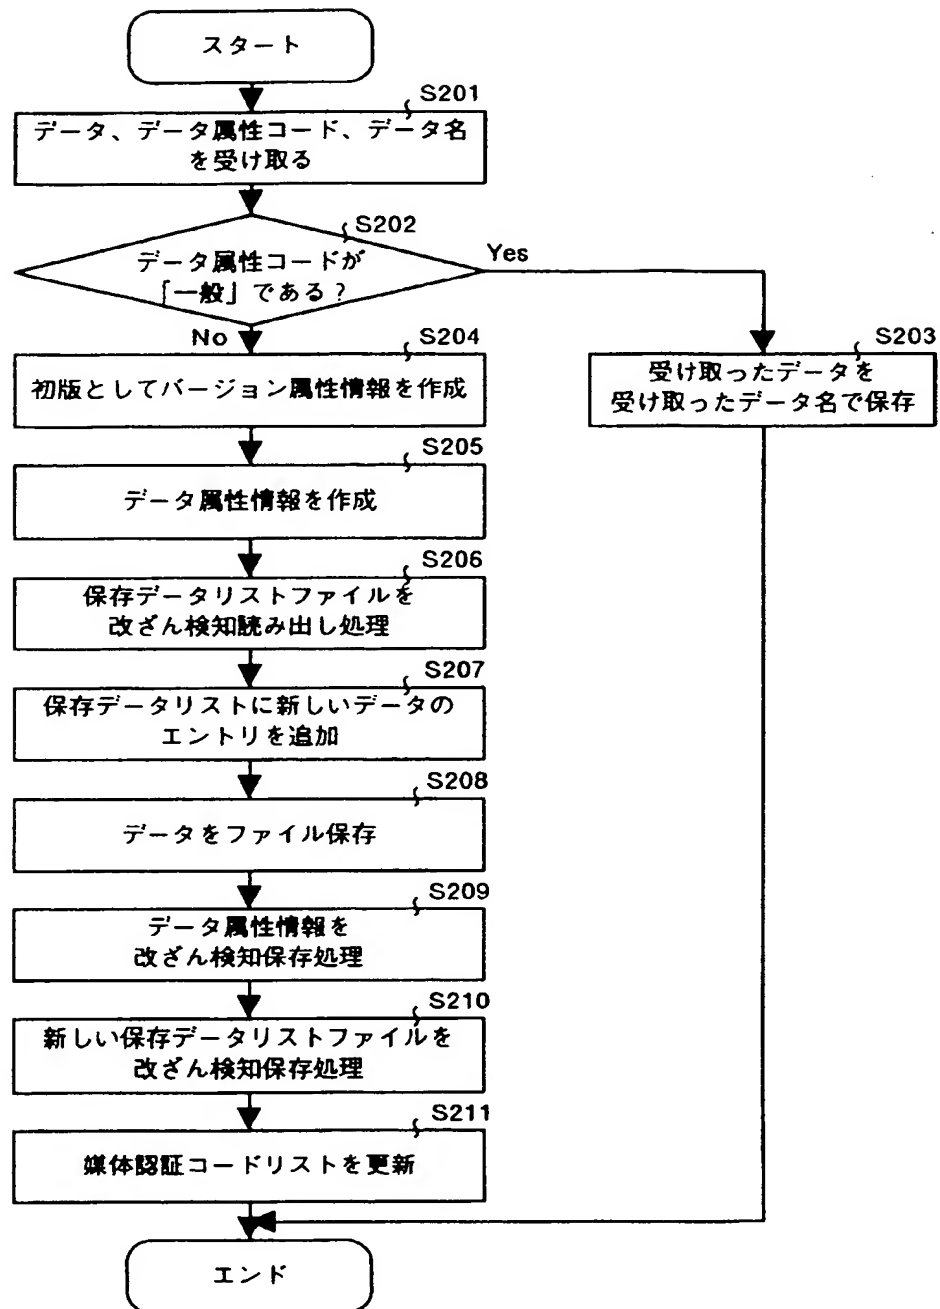 スタート
S201
データ、データ属性コード、データ名
を受け取る
S202
データ属性コードが
「一般」である?
Yes
No
S203
受け取ったデータを
受け取ったデータ名で保存
S204
初版としてバージョン属性情報を作成
S205
データ属性情報を作成
S206
保存データリストファイルを
改ざん検知読み出し処理
S207
保存データリストに新しいデータの
エントリを追加
S208
データをファイル保存
S209
データ属性情報を
改ざん検知保存処理
S210
新しい保存データリストファイルを
改ざん検知保存処理
S211
媒体認証コードリストを更新
エンド